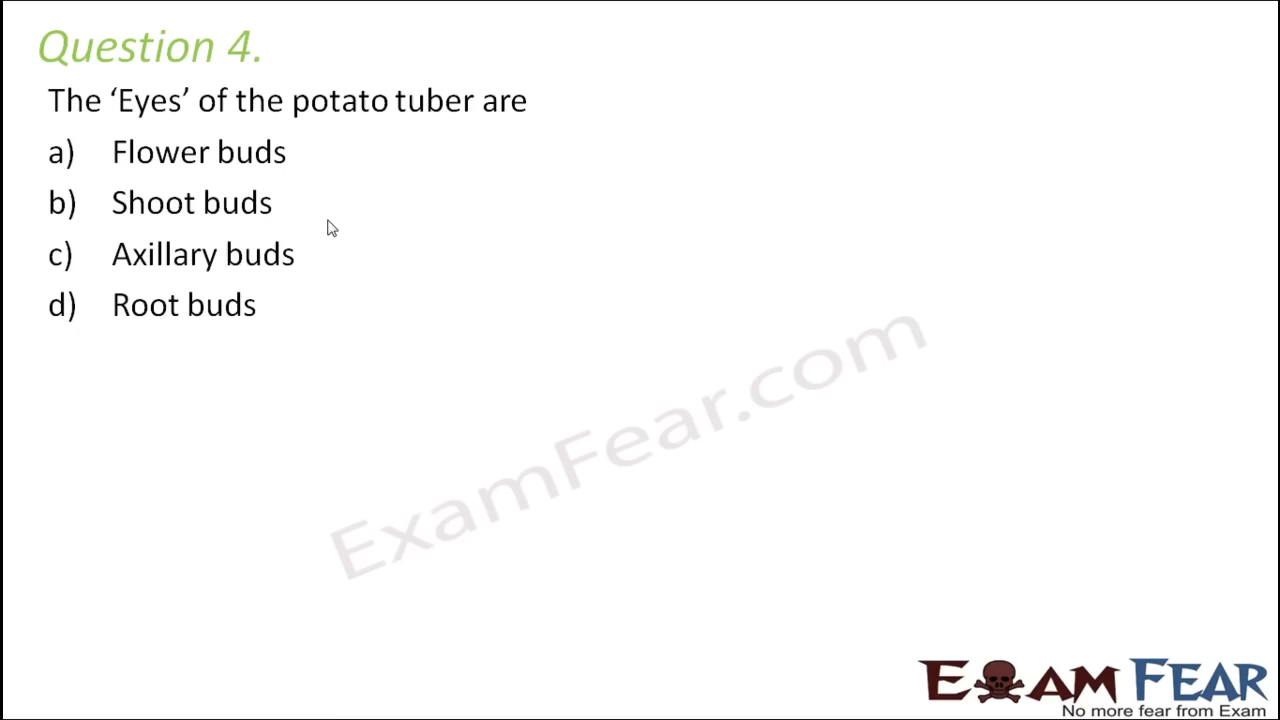 Question 4.
The ‘Eyes’ of the potato tuber are
a) Flower buds
b) Shoot buds
c) Axillary buds
d) Root buds
ExamFear.com
EXAM FEAR
No more fear from Exam